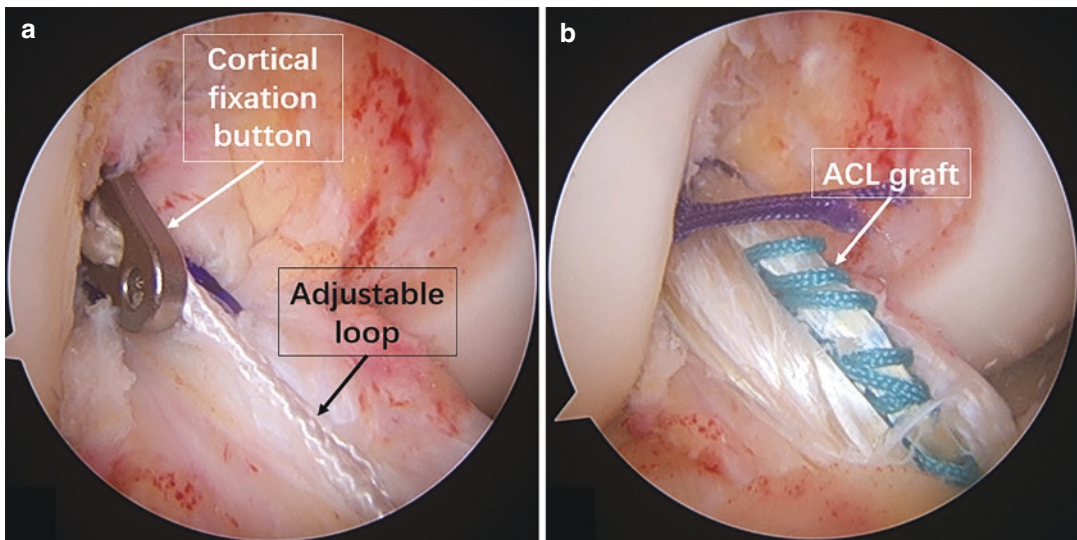 a
Cortical
fixation
button
Adjustable
loop
b
ACL graft